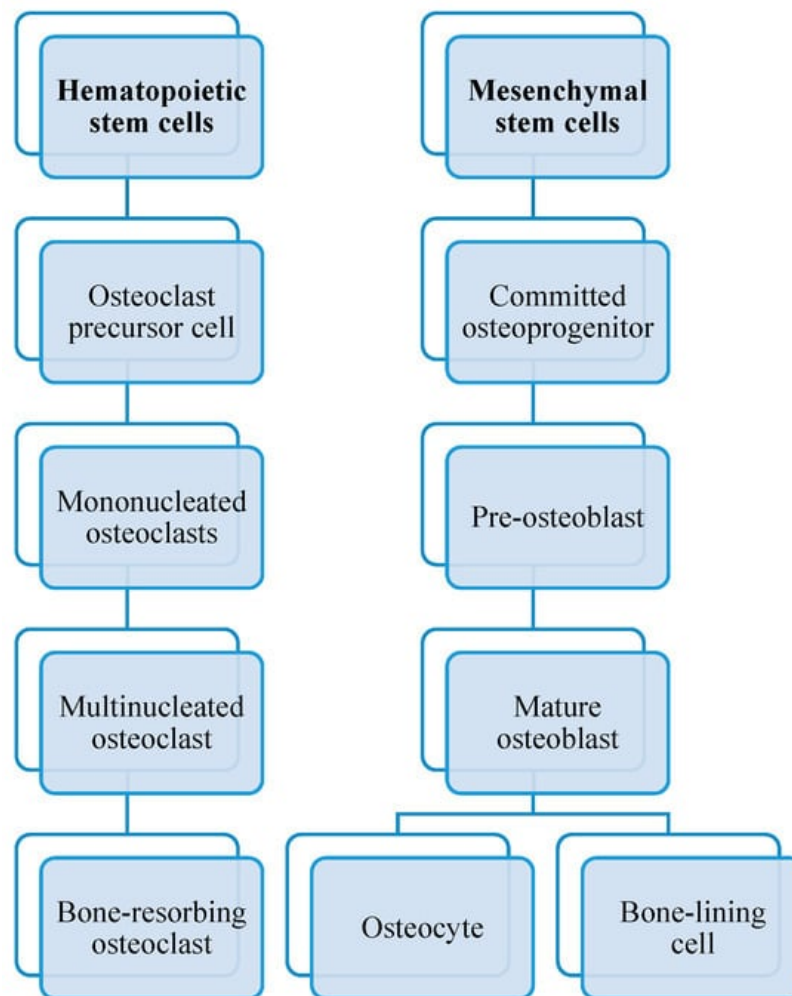 Hematopoietic
stem cells
Mesenchymal
stem cells
Osteoclast
precursor cell
Committed
osteoprogenitor
Mononucleated
osteoclasts
Pre-osteoblast
Multinucleated
osteoclast
Mature
osteoblast
Bone-resorbing
osteoclast
Osteocyte
Bone-lining
cell